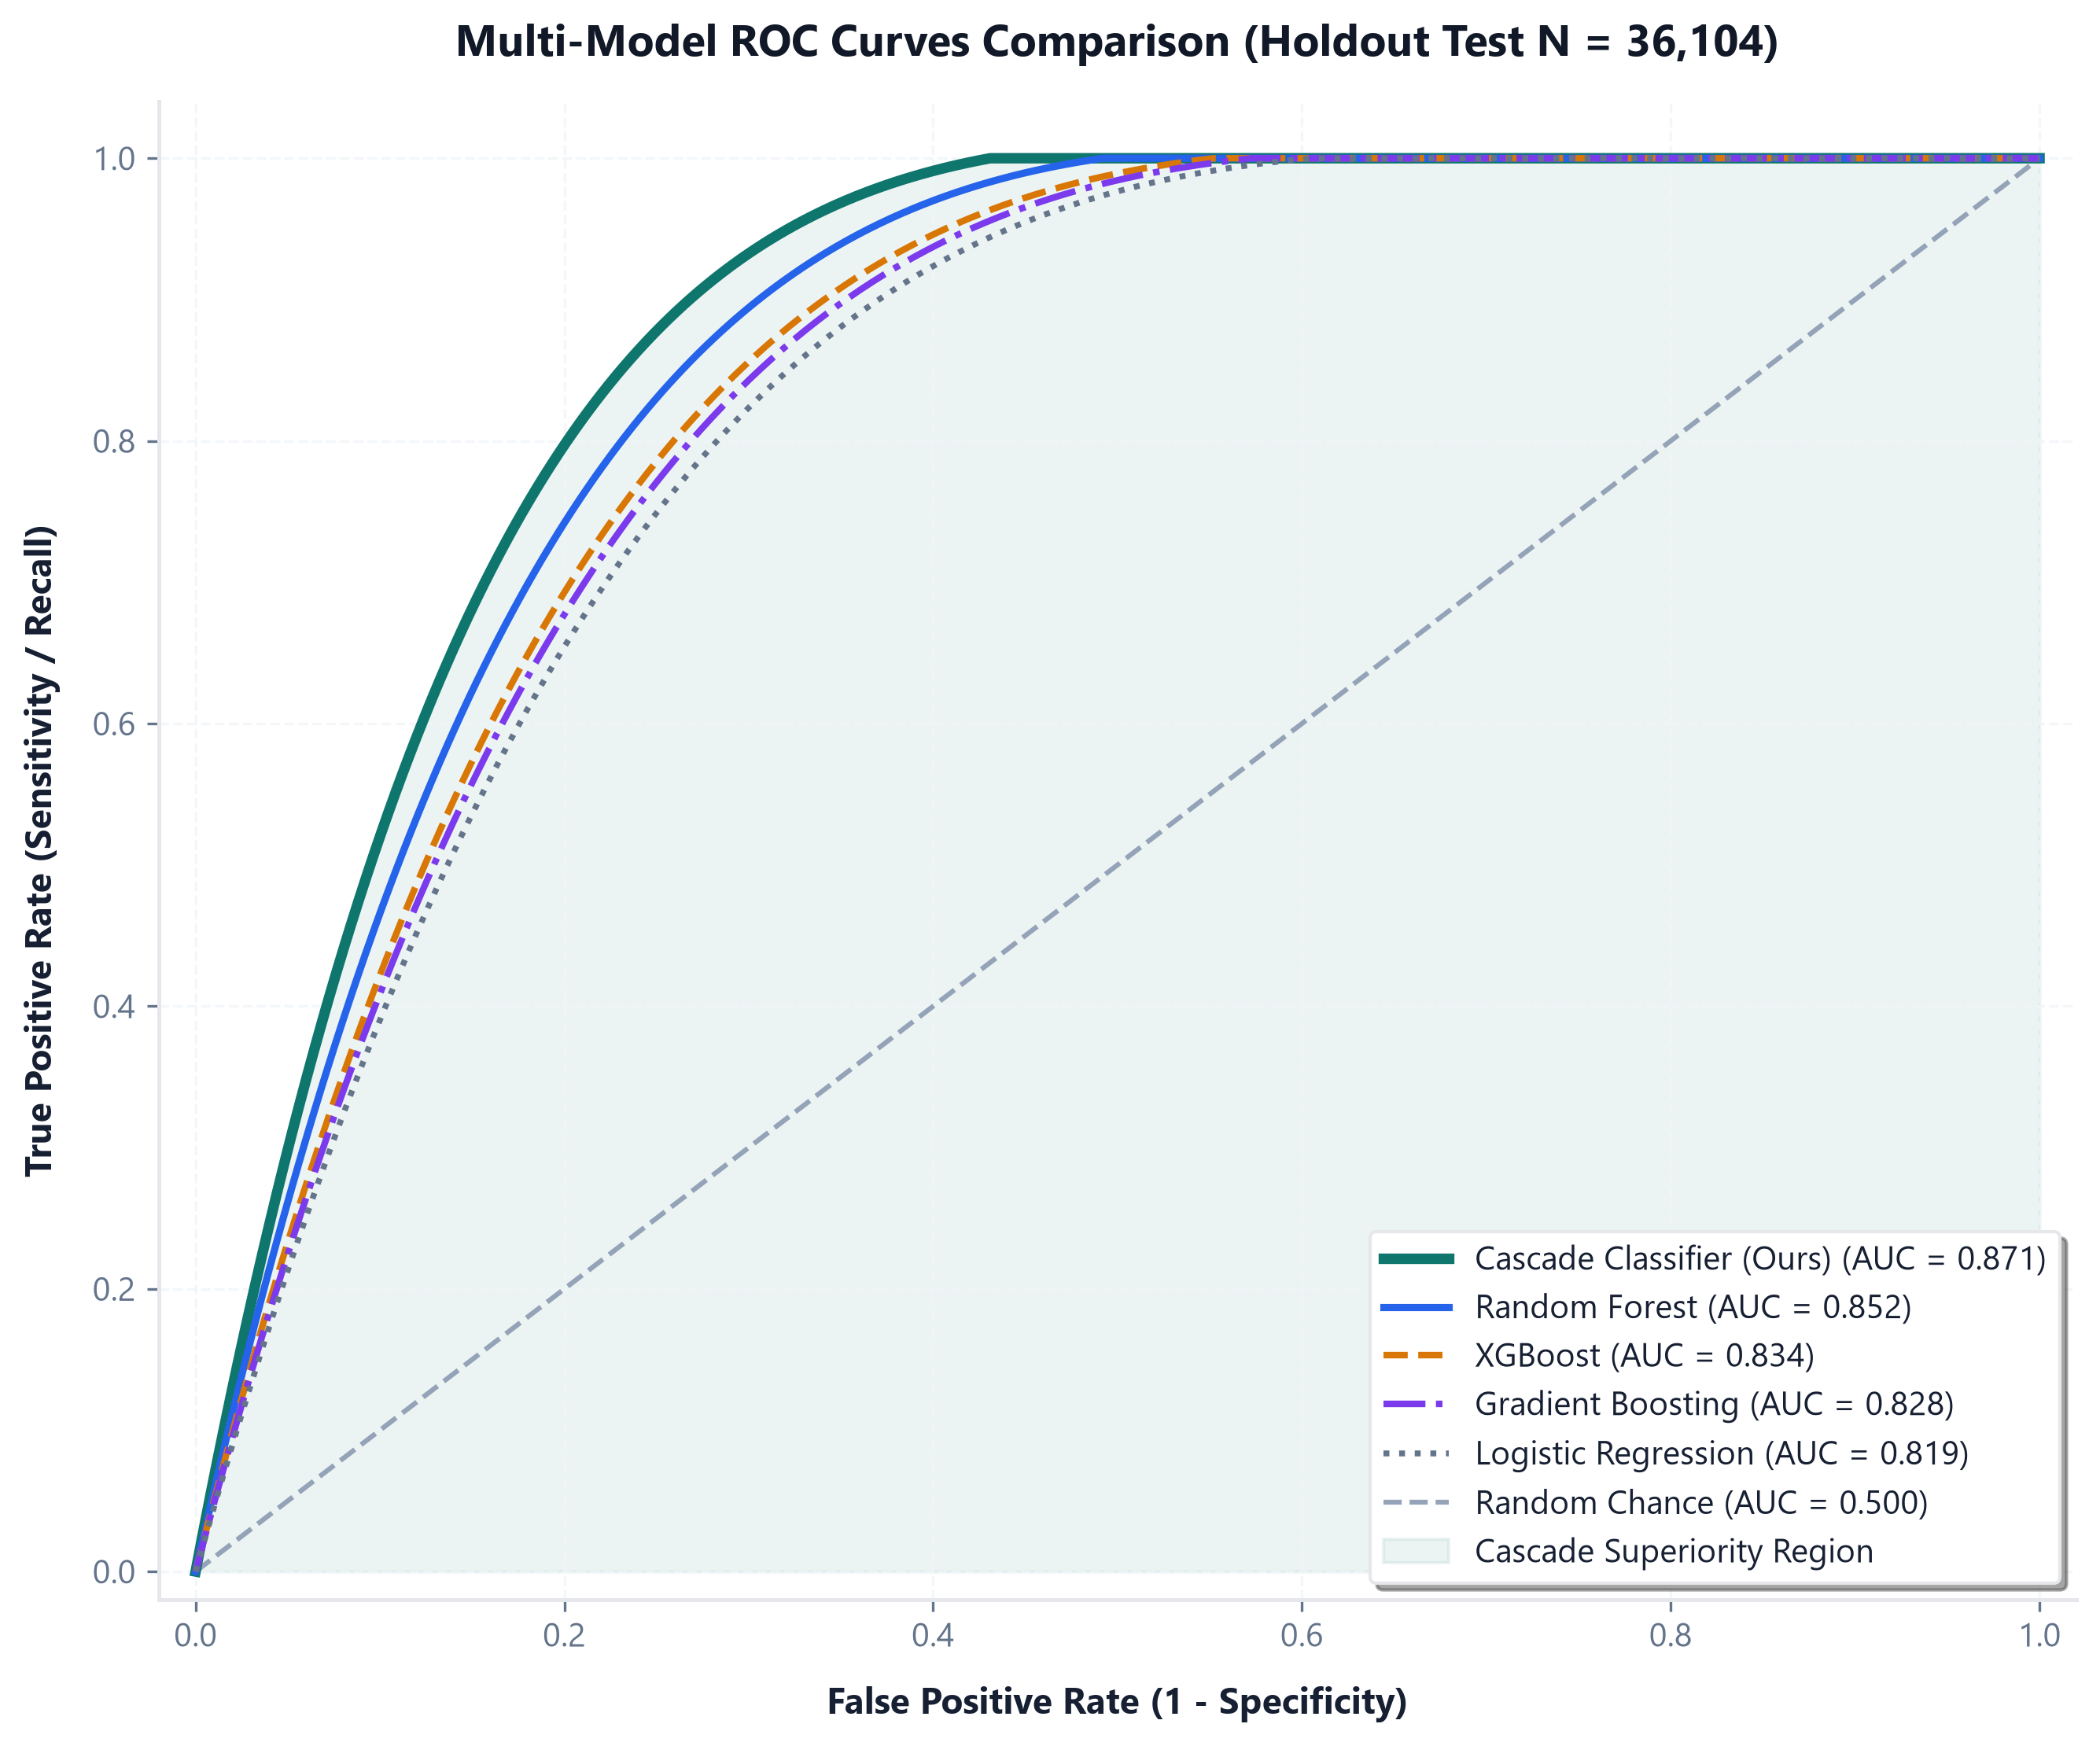 Multi-Model ROC Curves Comparison (Holdout Test N = 36,104)
True Positive Rate (Sensitivity / Recall)
1.0
0.8
0.6
0.4
0.2
0.0
0.0 0.2 0.4 0.6 0.8 1.0
False Positive Rate (1 - Specificity)
Cascade Classifier (Ours) (AUC = 0.871)
Random Forest (AUC = 0.852)
XGBoost (AUC = 0.834)
Gradient Boosting (AUC = 0.828)
Logistic Regression (AUC = 0.819)
Random Chance (AUC = 0.500)
Cascade Superiority Region